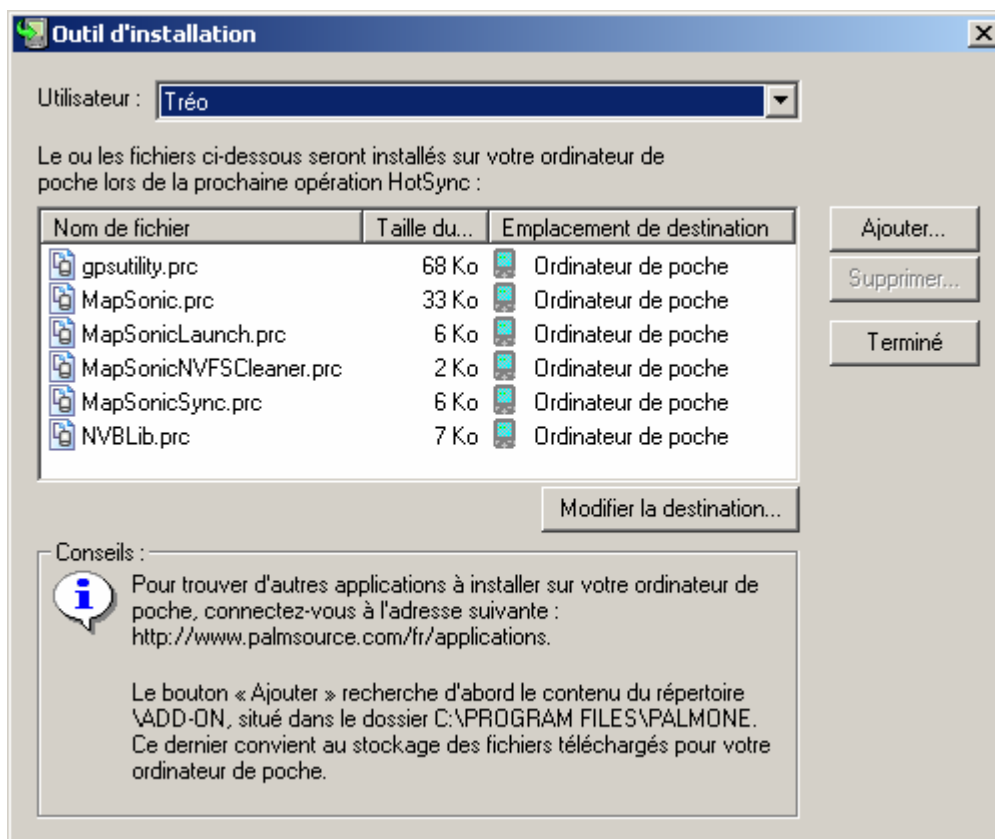 Outil d'installation
Utilisateur : Tréo
Le ou les fichiers ci-dessous seront installés sur votre ordinateur de
poche lors de la prochaine opération HotSync :
Nom de fichier Taille du... Emplacement de destination
gpsutility.prc 68 Ko Ordinateur de poche
MapSonic.prc 33 Ko Ordinateur de poche
MapSonicLaunch.prc 6 Ko Ordinateur de poche
MapSonicNVFSCleaner.prc 2 Ko Ordinateur de poche
MapSonicSync.prc 6 Ko Ordinateur de poche
NVBLib.prc 7 Ko Ordinateur de poche
Ajouter...
Supprimer...
Terminé
Modifier la destination...
Conseils :
Pour trouver d'autres applications à installer sur votre ordinateur de
poche, connectez-vous à l'adresse suivante :
http://www.palmsource.com/fr/applications.
Le bouton « Ajouter » recherche d'abord le contenu du répertoire
\ADD-ON, situé dans le dossier C:\PROGRAM FILES\PALMONE.
Ce dernier convient au stockage des fichiers téléchargés pour votre
ordinateur de poche.